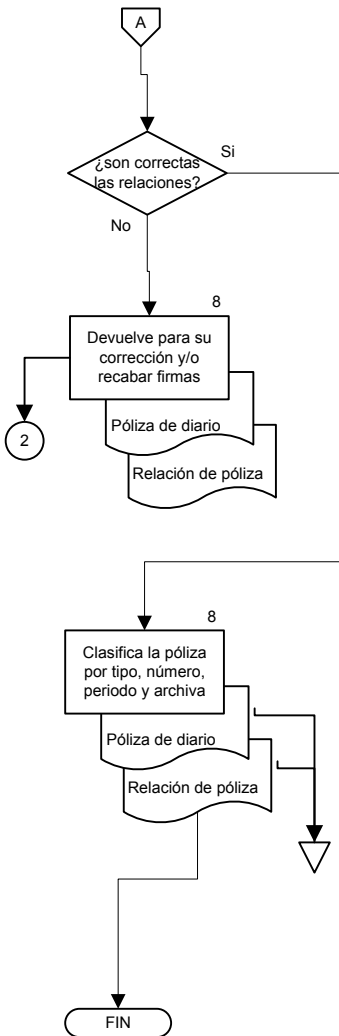 A
¿son correctas
las relaciones?
Si
No
8
Devuelve para su
corrección y/o
recabar firmas
2
Póliza de diario
Relación de póliza
8
Clasifica la póliza
por tipo, número,
periodo y archiva
Póliza de diario
Relación de póliza
FIN